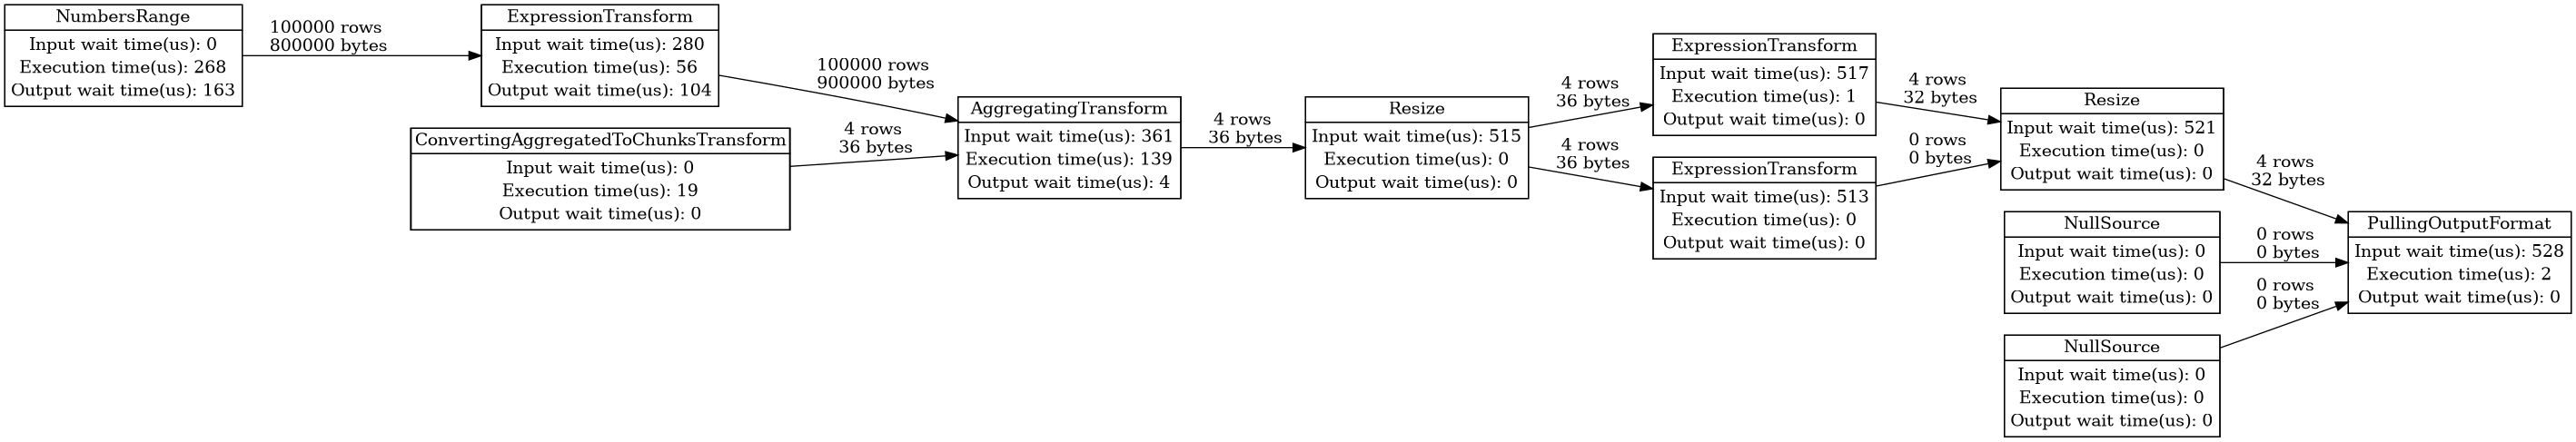 NumbersRange
Input wait time(us): 0
Execution time(us): 268
Output wait time(us): 163
100000 rows
800000 bytes
ExpressionTransform
Input wait time(us): 280
Execution time(us): 56
Output wait time(us): 104
100000 rows
900000 bytes
ConvertingAggregatedToChunksTransform
Input wait time(us): 0
Execution time(us): 19
Output wait time(us): 0
4 rows
36 bytes
AggregatingTransform
Input wait time(us): 361
Execution time(us): 139
Output wait time(us): 4
4 rows
36 bytes
Resize
Input wait time(us): 515
Execution time(us): 0
Output wait time(us): 0
4 rows
36 bytes
4 rows
36 bytes
ExpressionTransform
Input wait time(us): 517
Execution time(us): 1
Output wait time(us): 0
4 rows
32 bytes
ExpressionTransform
Input wait time(us): 513
Execution time(us): 0
Output wait time(us): 0
0 rows
0 bytes
Resize
Input wait time(us): 521
Execution time(us): 0
Output wait time(us): 0
4 rows
32 bytes
NullSource
Input wait time(us): 0
Execution time(us): 0
Output wait time(us): 0
0 rows
0 bytes
NullSource
Input wait time(us): 0
Execution time(us): 0
Output wait time(us): 0
0 rows
0 bytes
PullingOutputFormat
Input wait time(us): 528
Execution time(us): 2
Output wait time(us): 0